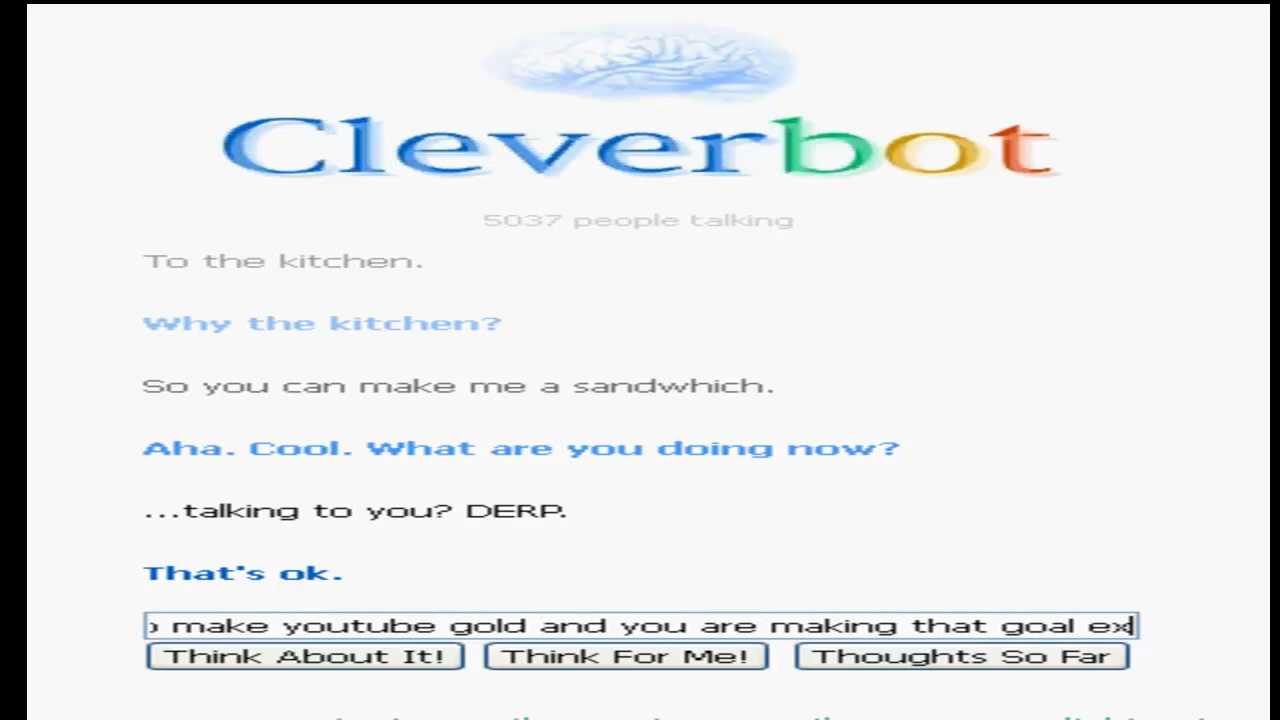 Cleverbot
5037 people talking
To the kitchen.
Why the kitchen?
So you can make me a sandwhich.
Aha. Cool. What are you doing now?
...talking to you? DERP.
That's ok.
make youtube gold and you are making that goal ex
Think About It! Think For Me! Thoughts So Far